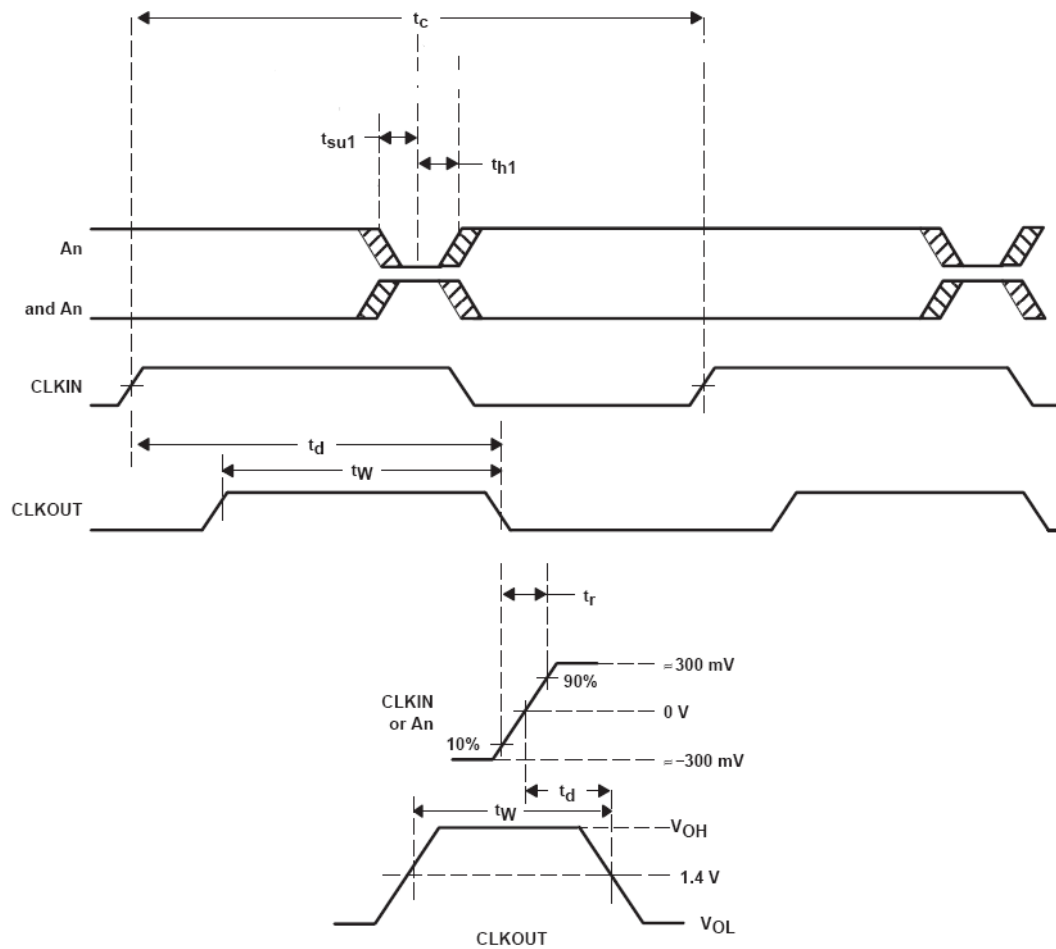 tc
tsu1
th1
An
and An
CLKIN
td
tW
CLKOUT
tr
≈ 300 mV
90%
CLKIN
or An
0 V
10%
≈ −300 mV
td
tW
VOH
1.4 V
VOL
CLKOUT